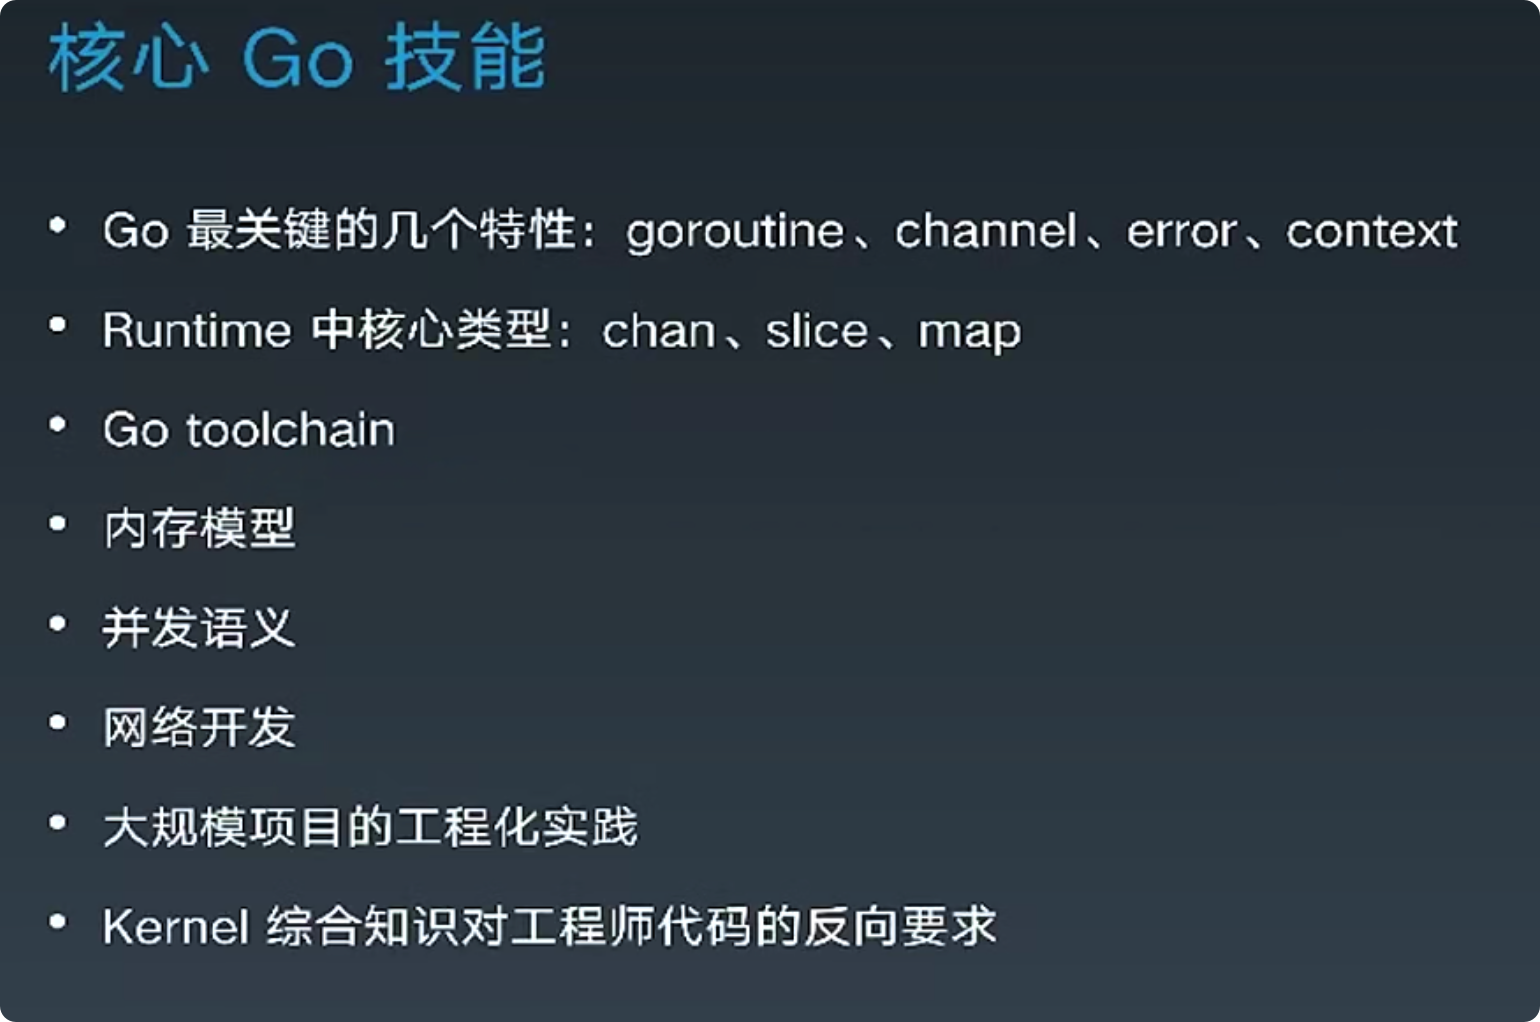 核心 Go 技能
• Go 最关键的几个特性：goroutine、channel、error、context
• Runtime 中核心类型：chan、slice、map
• Go toolchain
• 内存模型
• 并发语义
• 网络开发
• 大规模项目的工程化实践
• Kernel 综合知识对工程师代码的反向要求